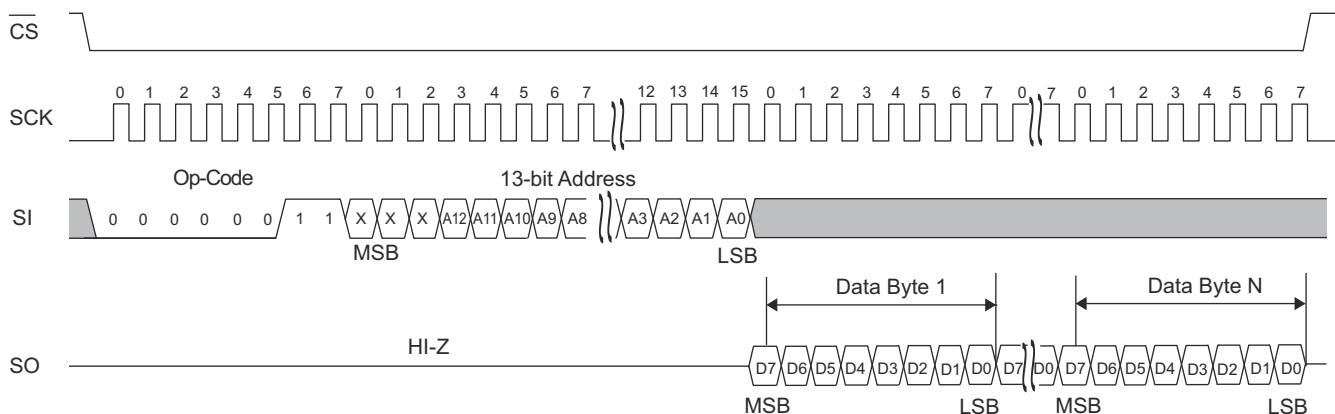 CS
0 1 2 3 4 5 6 7 0 1 2 3 4 5 6 7 12 13 14 15 0 1 2 3 4 5 6 7 0 7 0 1 2 3 4 5 6 7
SCK
Op-Code 13-bit Address
SI 0 0 0 0 0 0 1 1 X X X A12 A11 A10 A9 A8 A3 A2 A1 A0
MSB LSB
Data Byte 1 Data Byte N
HI-Z
SO D7 D6 D5 D4 D3 D2 D1 D0 D7 D0 D7 D6 D5 D4 D3 D2 D1 D0
MSB LSB MSB LSB